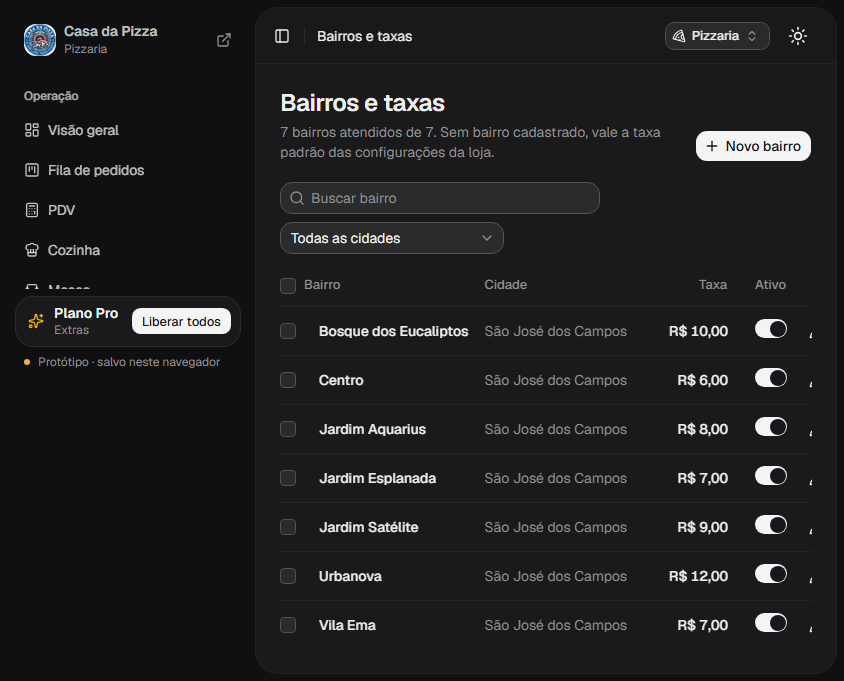 Casa da Pizza
Pizzaria
Operação
Visão geral
Fila de pedidos
PDV
Cozinha
Plano Pro
Extras
Liberar todos
Protótipo · salvo neste navegador
Bairros e taxas
Pizzaria
Bairros e taxas
7 bairros atendidos de 7. Sem bairro cadastrado, vale a taxa
padrão das configurações da loja.
Novo bairro
Buscar bairro
Todas as cidades
Bairro Cidade Taxa Ativo
Bosque dos Eucaliptos São José dos Campos R$ 10,00
Centro São José dos Campos R$ 6,00
Jardim Aquarius São José dos Campos R$ 8,00
Jardim Esplanada São José dos Campos R$ 7,00
Jardim Satélite São José dos Campos R$ 9,00
Urbanova São José dos Campos R$ 12,00
Vila Ema São José dos Campos R$ 7,00